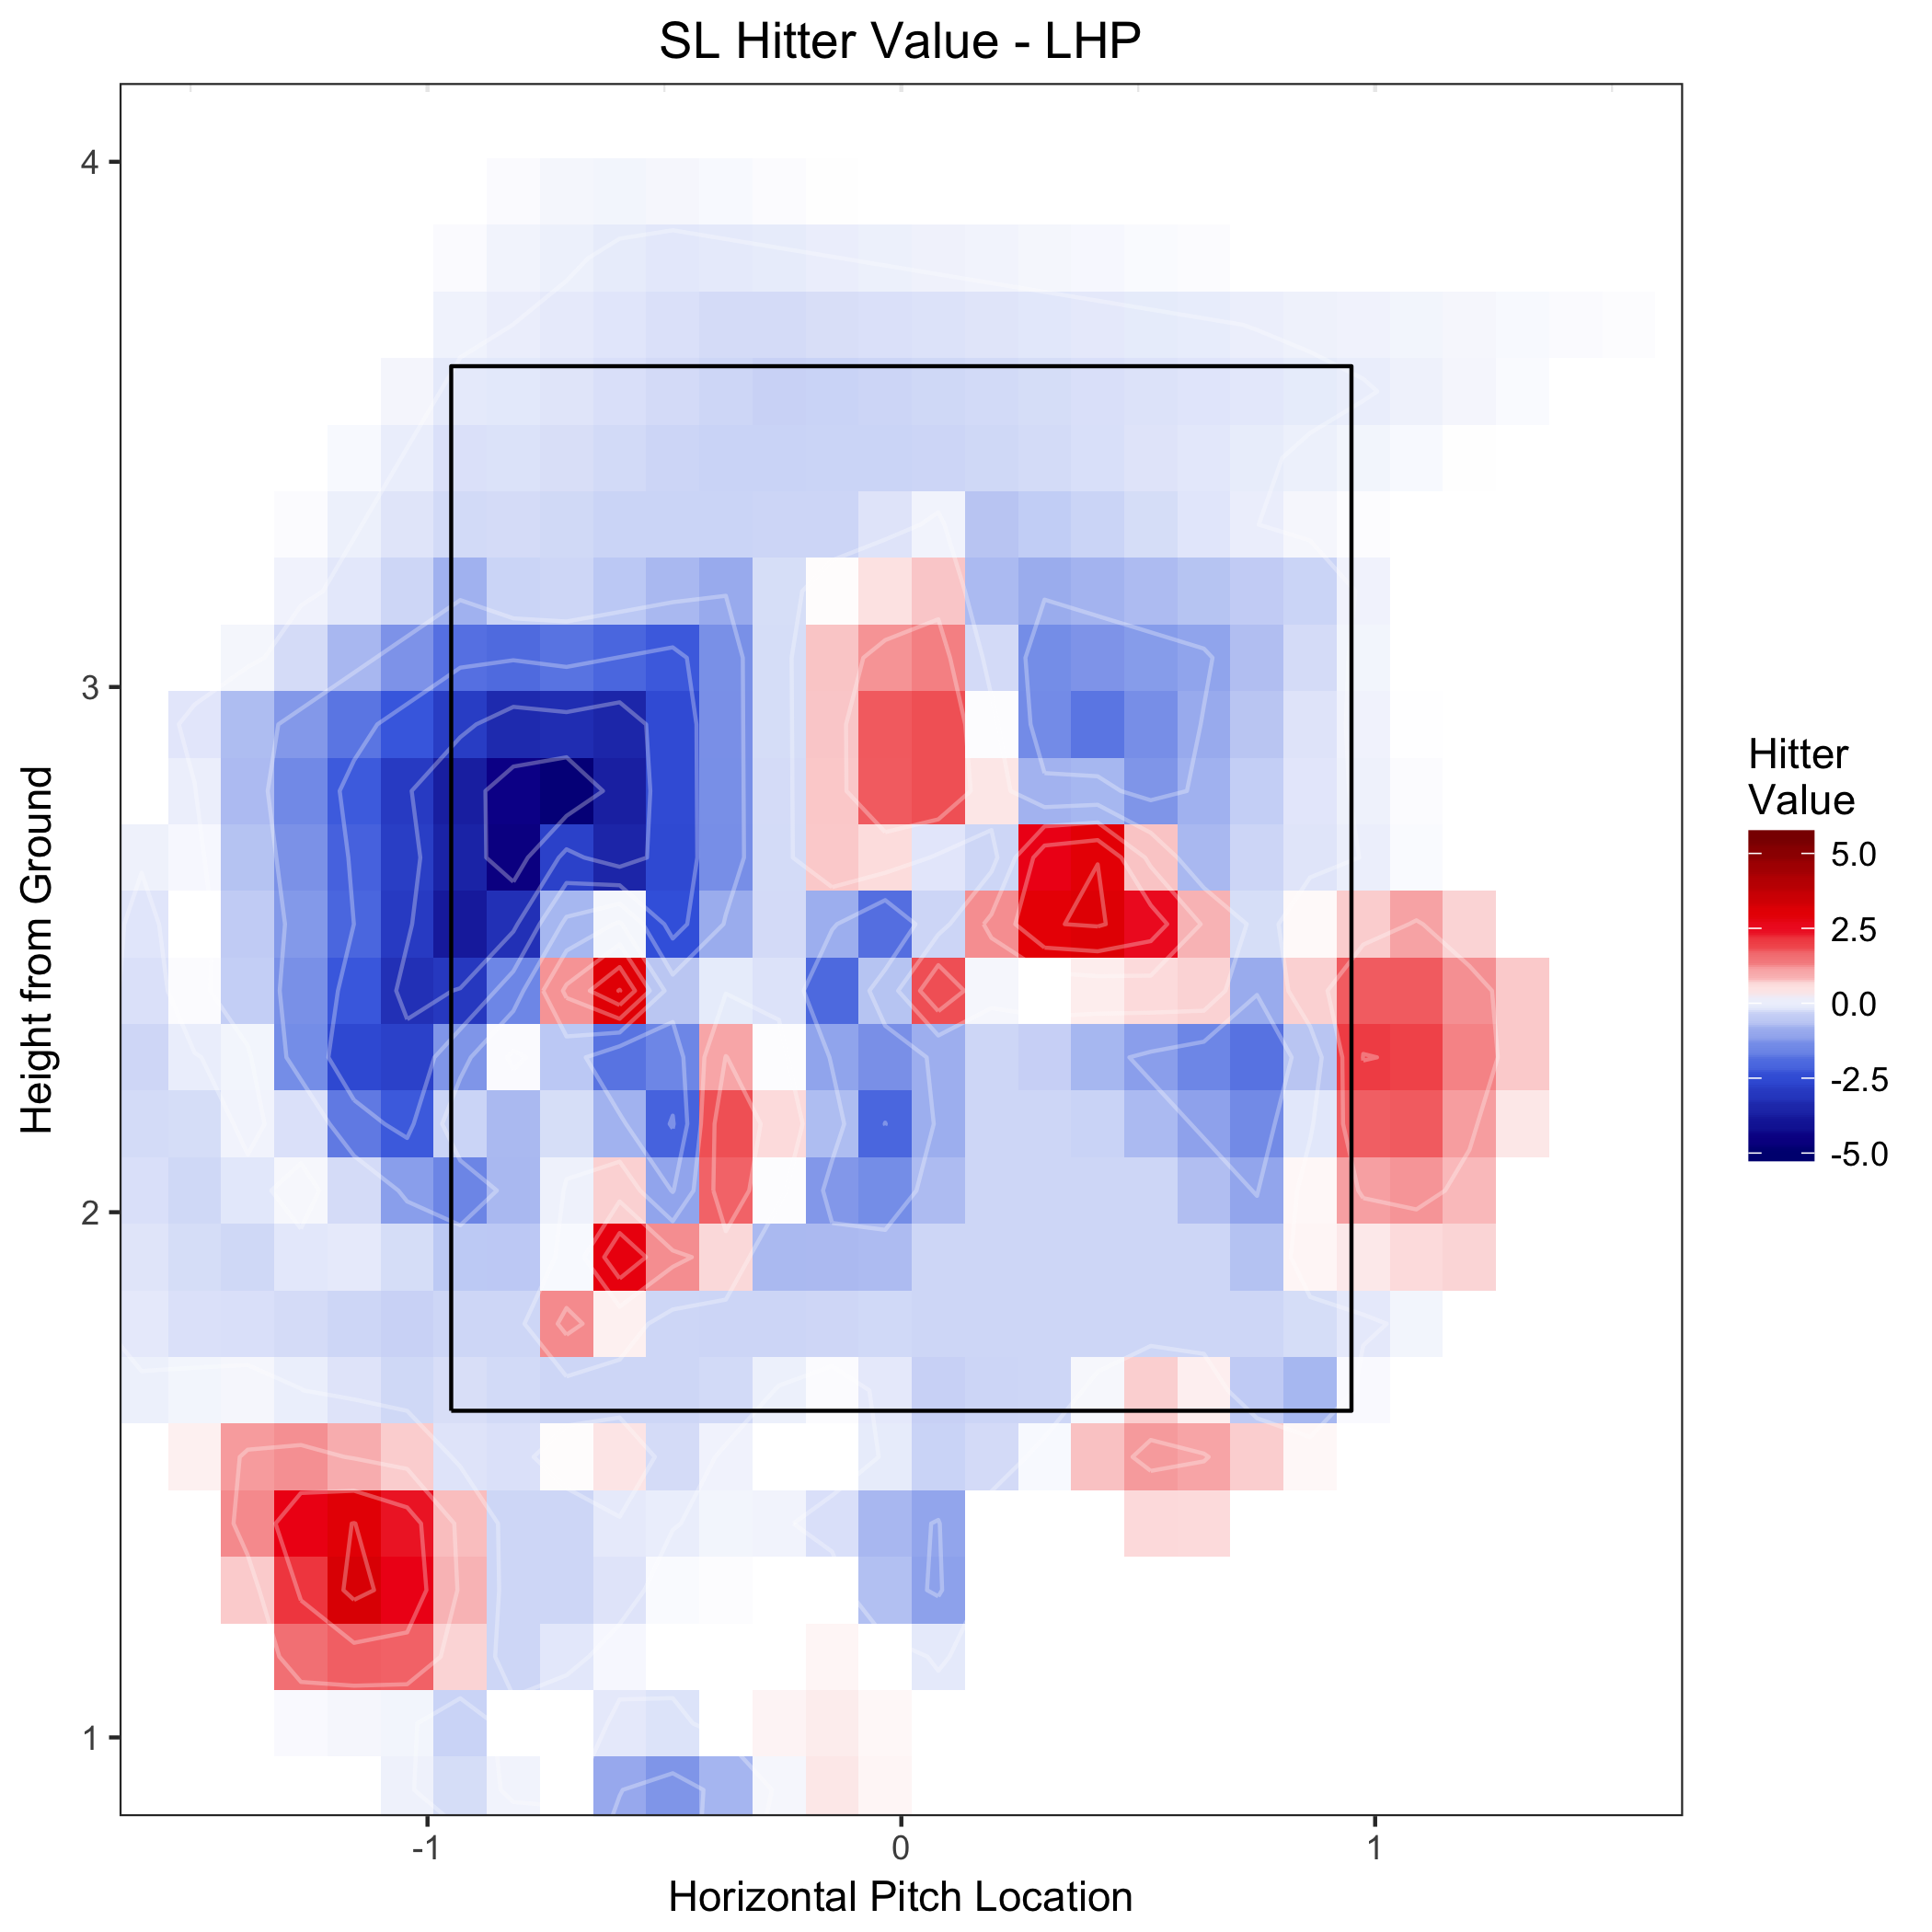 SL Hitter Value - LHP
4
3
2
1
Height from Ground
-1 0 1
Horizontal Pitch Location
Hitter
Value
5.0
2.5
0.0
-2.5
-5.0